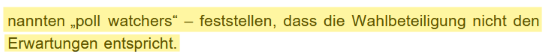 nannten „poll watchers“ – feststellen, dass die Wahlbeteiligung nicht den
Erwartungen entspricht.